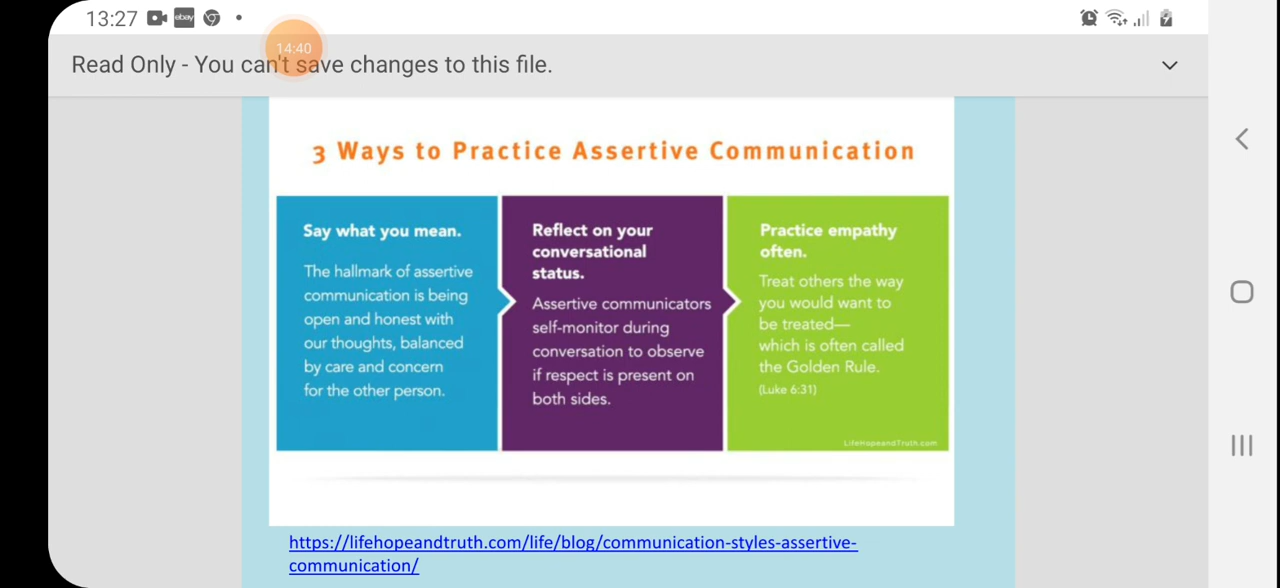 13:27
ebay
14:40
Read Only - You can't save changes to this file.
3 Ways to Practice Assertive Communication
Say what you mean.
The hallmark of assertive
communication is being
open and honest with
our thoughts, balanced
by care and concern
for the other person.
Reflect on your
conversational
status.
Assertive communicators
self-monitor during
conversation to observe
if respect is present on
both sides.
Practice empathy
often.
Treat others the way
you would want to
be treated—
which is often called
the Golden Rule.
(Luke 6:31)
LifeHopeandTruth.com
https://lifehopeandtruth.com/life/blog/communication-styles-assertive-
communication/